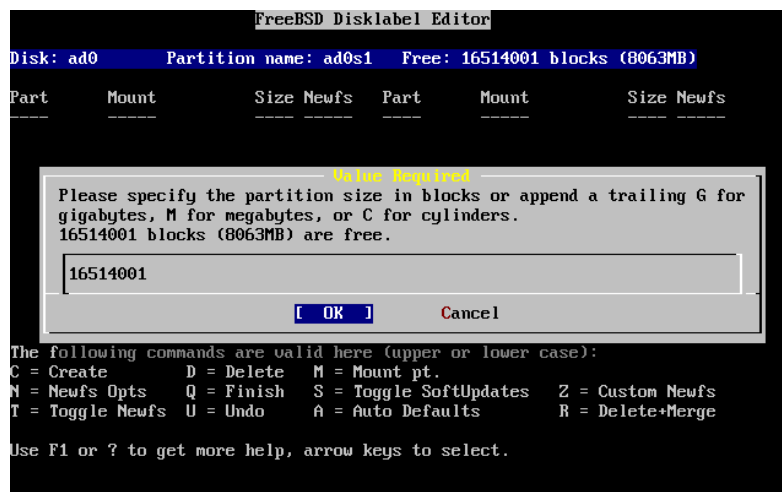 FreeBSD Disklabel Editor
Disk: ad0 Partition name: ad0s1 Free: 16514001 blocks (8063MB)
Part Mount Size Newfs Part Mount Size Newfs
---- ----- ---- ----- ---- ----- ---- -----
Value Required
Please specify the partition size in blocks or append a trailing G for
gigabytes, M for megabytes, or C for cylinders.
16514001 blocks (8063MB) are free.
16514001
[ OK ] Cancel
The following commands are valid here (upper or lower case):
C = Create D = Delete M = Mount pt.
N = Newfs Opts Q = Finish S = Toggle SoftUpdates Z = Custom Newfs
T = Toggle Newfs U = Undo A = Auto Defaults R = Delete+Merge
Use F1 or ? to get more help, arrow keys to select.